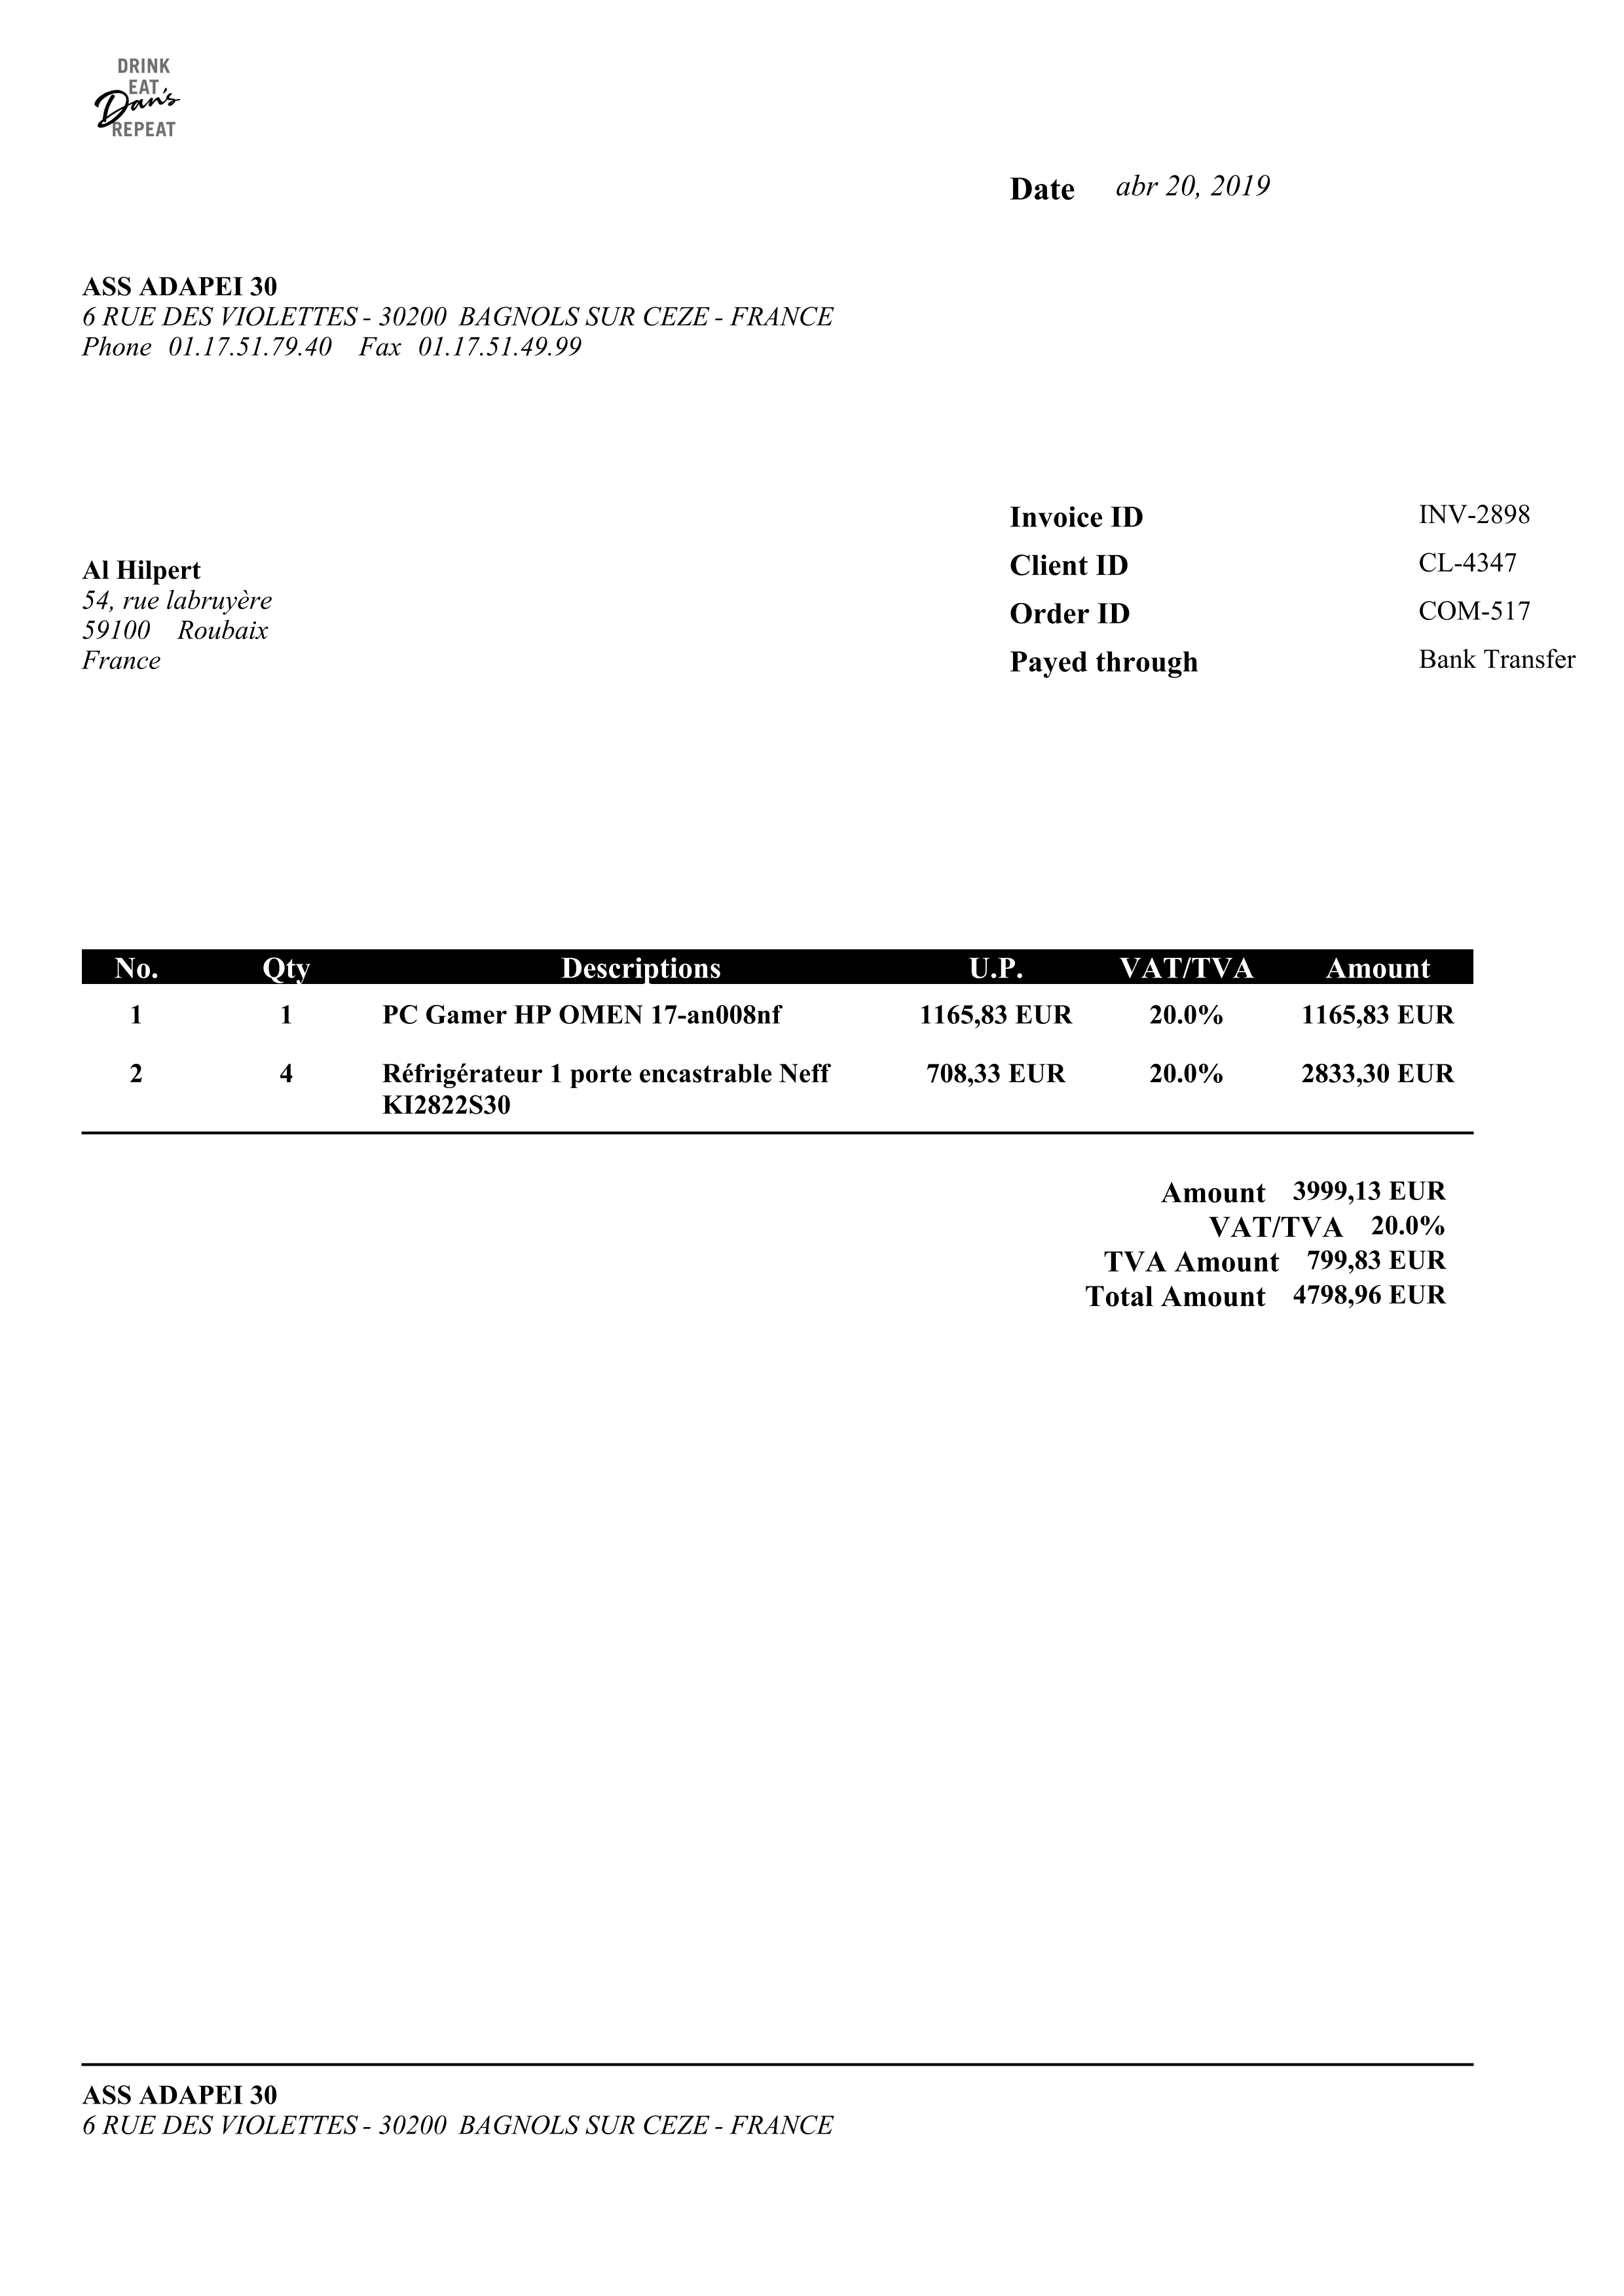 DRINK
EAT
Dan's
REPEAT
Date abr 20, 2019
ASS ADAPEI 30
6 RUE DES VIOLETTES - 30200 BAGNOLS SUR CEZE - FRANCE
Phone 01.17.51.79.40 Fax 01.17.51.49.99
Invoice ID INV-2898
Client ID CL-4347
Order ID COM-517
Payed through Bank Transfer
Al Hilpert
54, rue labruyère
59100 Roubaix
France
No. Qty Descriptions U.P. VAT/TVA Amount
1 1 PC Gamer HP OMEN 17-an008nf 1165,83 EUR 20.0% 1165,83 EUR
2 4 Réfrigérateur 1 porte encastrable Neff 708,33 EUR 20.0% 2833,30 EUR
KI2822S30
Amount 3999,13 EUR
VAT/TVA 20.0%
TVA Amount 799,83 EUR
Total Amount 4798,96 EUR
ASS ADAPEI 30
6 RUE DES VIOLETTES - 30200 BAGNOLS SUR CEZE - FRANCE